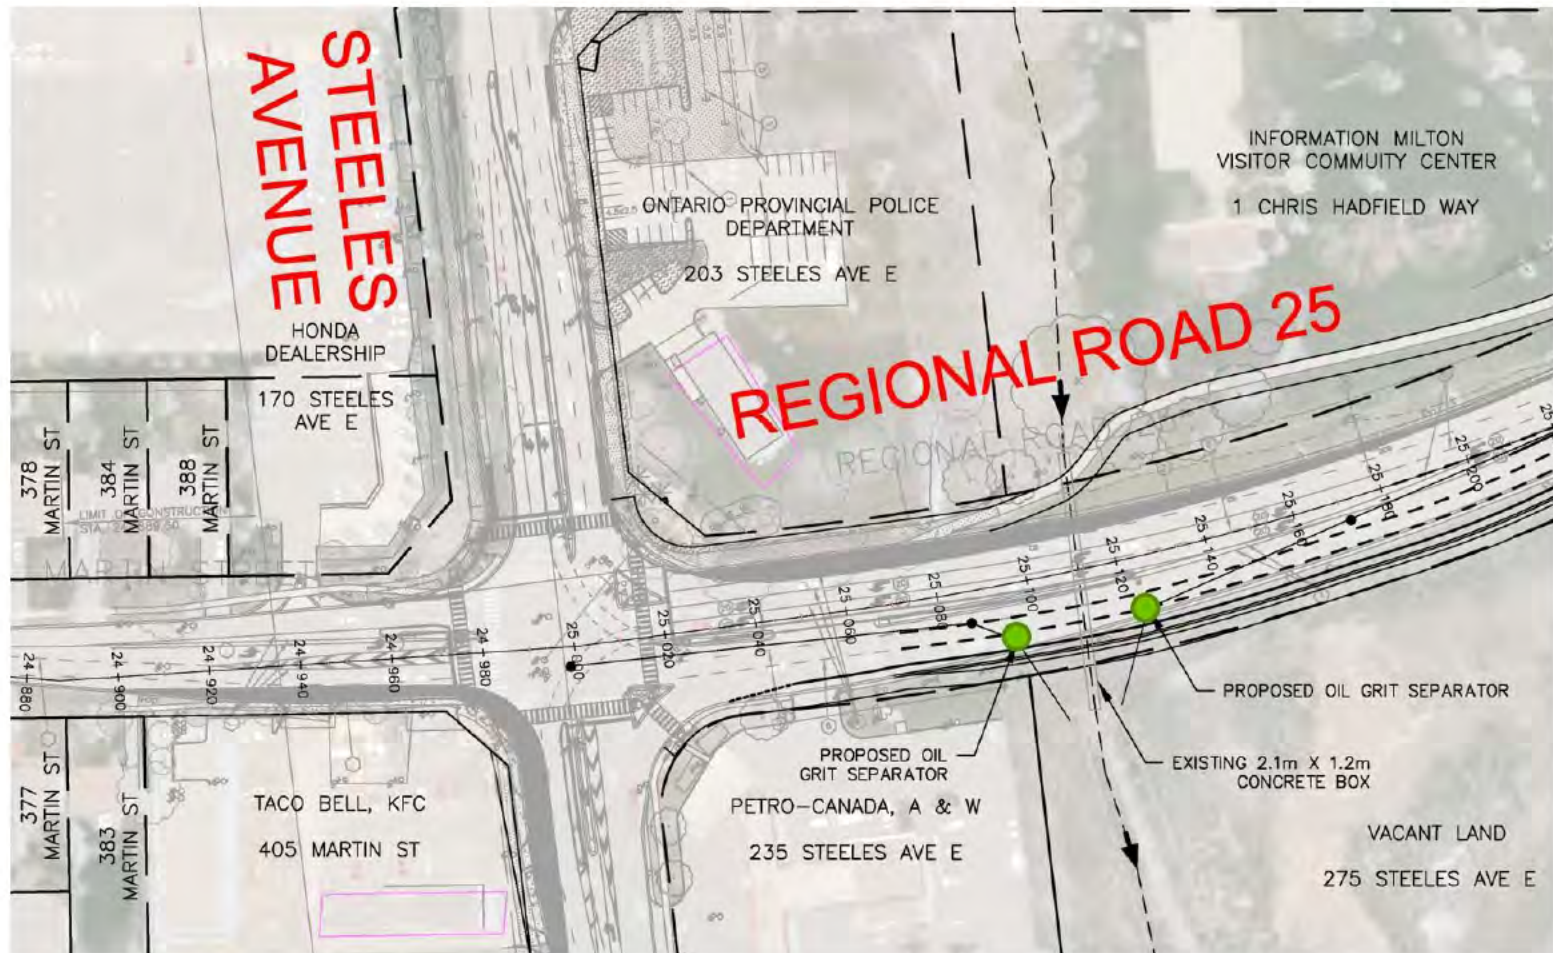 STEELES
AVENUE
INFORMATION MILTON
VISITOR COMMUITY CENTER
1 CHRIS HADFIELD WAY
ONTARIO PROVINCIAL POLICE
DEPARTMENT
203 STEELES AVE E
REGIONAL ROAD 25
HONDA
DEALERSHIP
170 STEELES
AVE E
378
MARTIN ST
384
MARTIN ST
388
MARTIN ST
LIMIT OF CONSTRUCTION
MARTIN STREET
REGIONAL ROAD 25
24-880
24-900
24-920
24-940
24-960
24-980
25-000
25-020
25-040
25-060
25-080
25-100
25-120
25-140
25-160
25-180
25-200
PROPOSED OIL GRIT SEPARATOR
PROPOSED OIL
GRIT SEPARATOR
EXISTING 2.1m X 1.2m
CONCRETE BOX
377
MARTIN ST
383
MARTIN ST
TACO BELL, KFC
405 MARTIN ST
PETRO-CANADA, A & W
235 STEELES AVE E
VACANT LAND
275 STEELES AVE E